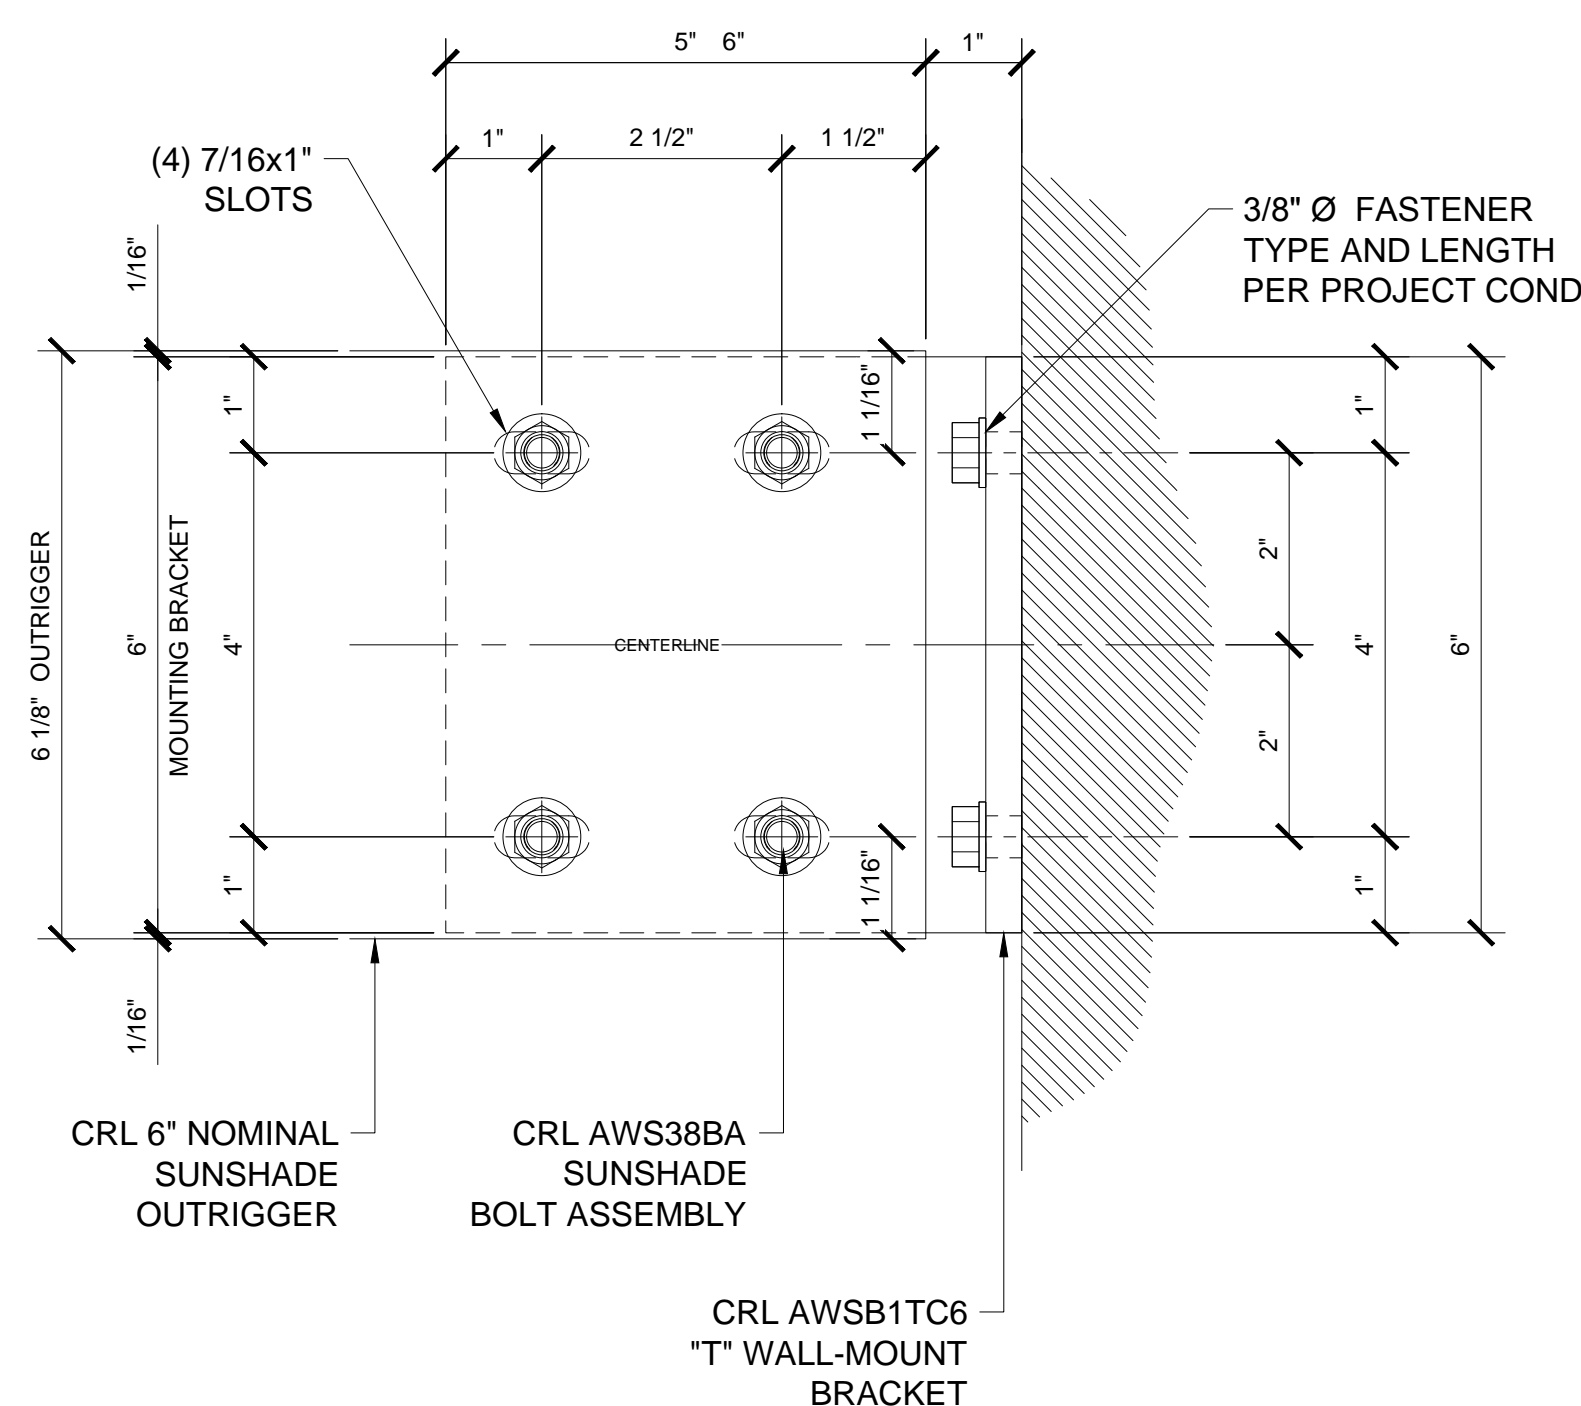 5" 6"
1"
1"
2 1/2"
1 1/2"
(4) 7/16x1"
SLOTS
3/8" Ø FASTENER
TYPE AND LENGTH
PER PROJECT COND
1/16"
1"
1 1/16"
1"
6 1/8" OUTRIGGER
6"
MOUNTING BRACKET
4"
CENTERLINE
2"
2"
4"
6"
1"
1 1/16"
1"
1/16"
CRL 6" NOMINAL
SUNSHADE
OUTRIGGER
CRL AWS38BA
SUNSHADE
BOLT ASSEMBLY
CRL AWSB1TC6
"T" WALL-MOUNT
BRACKET